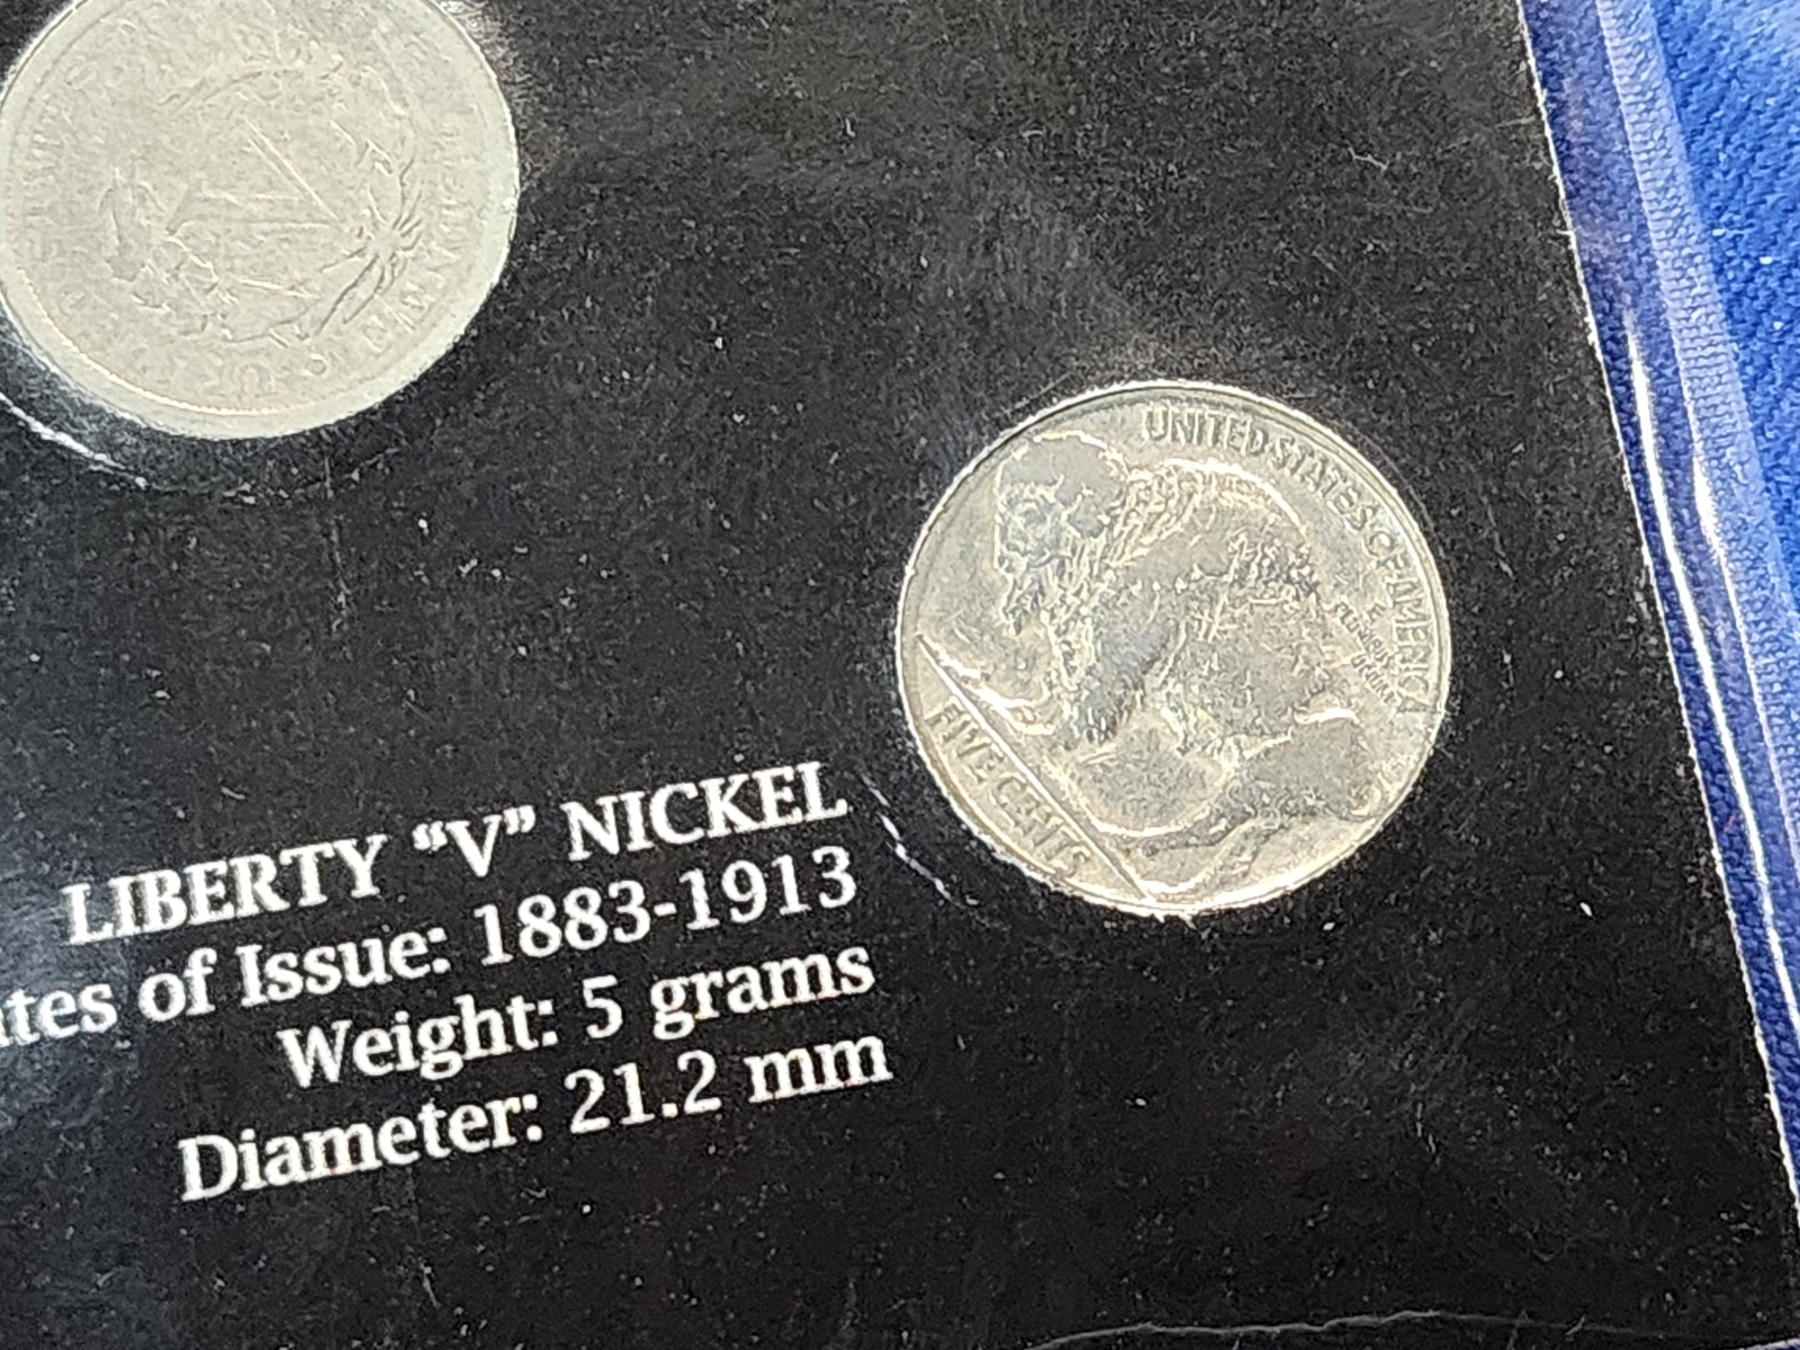 UNITED STATES OF AMERICA
E
PLURIBUS
UNUM
FIVE CENTS
LIBERTY “V” NICKEL
of Issue: 1883-1913
Weight: 5 grams
Diameter: 21.2 mm